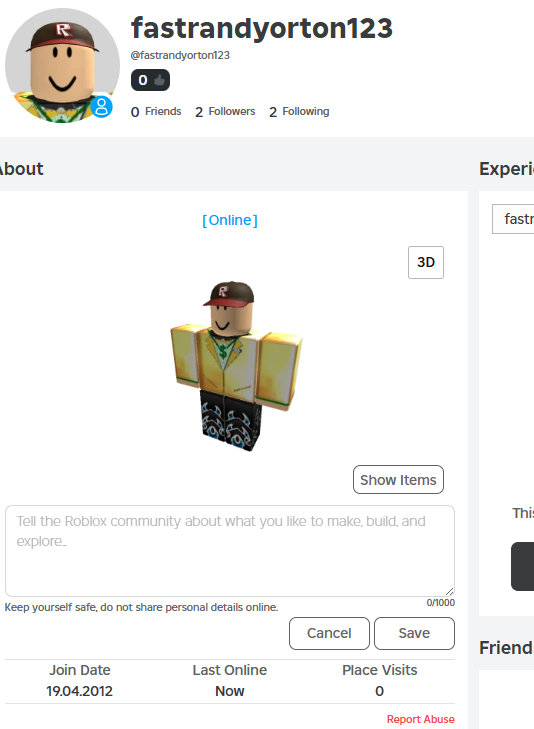 fastrandyorton123
@fastrandyorton123
0
0 Friends 2 Followers 2 Following
About
Experi
[ Online ]
fastr
3D
Show Items
Tell the Roblox community about what you like to make, build, and
explore...
This
Keep yourself safe, do not share personal details online.
0/1000
Cancel
Save
Friend
Join Date Last Online Place Visits
19.04.2012 Now 0
Report Abuse